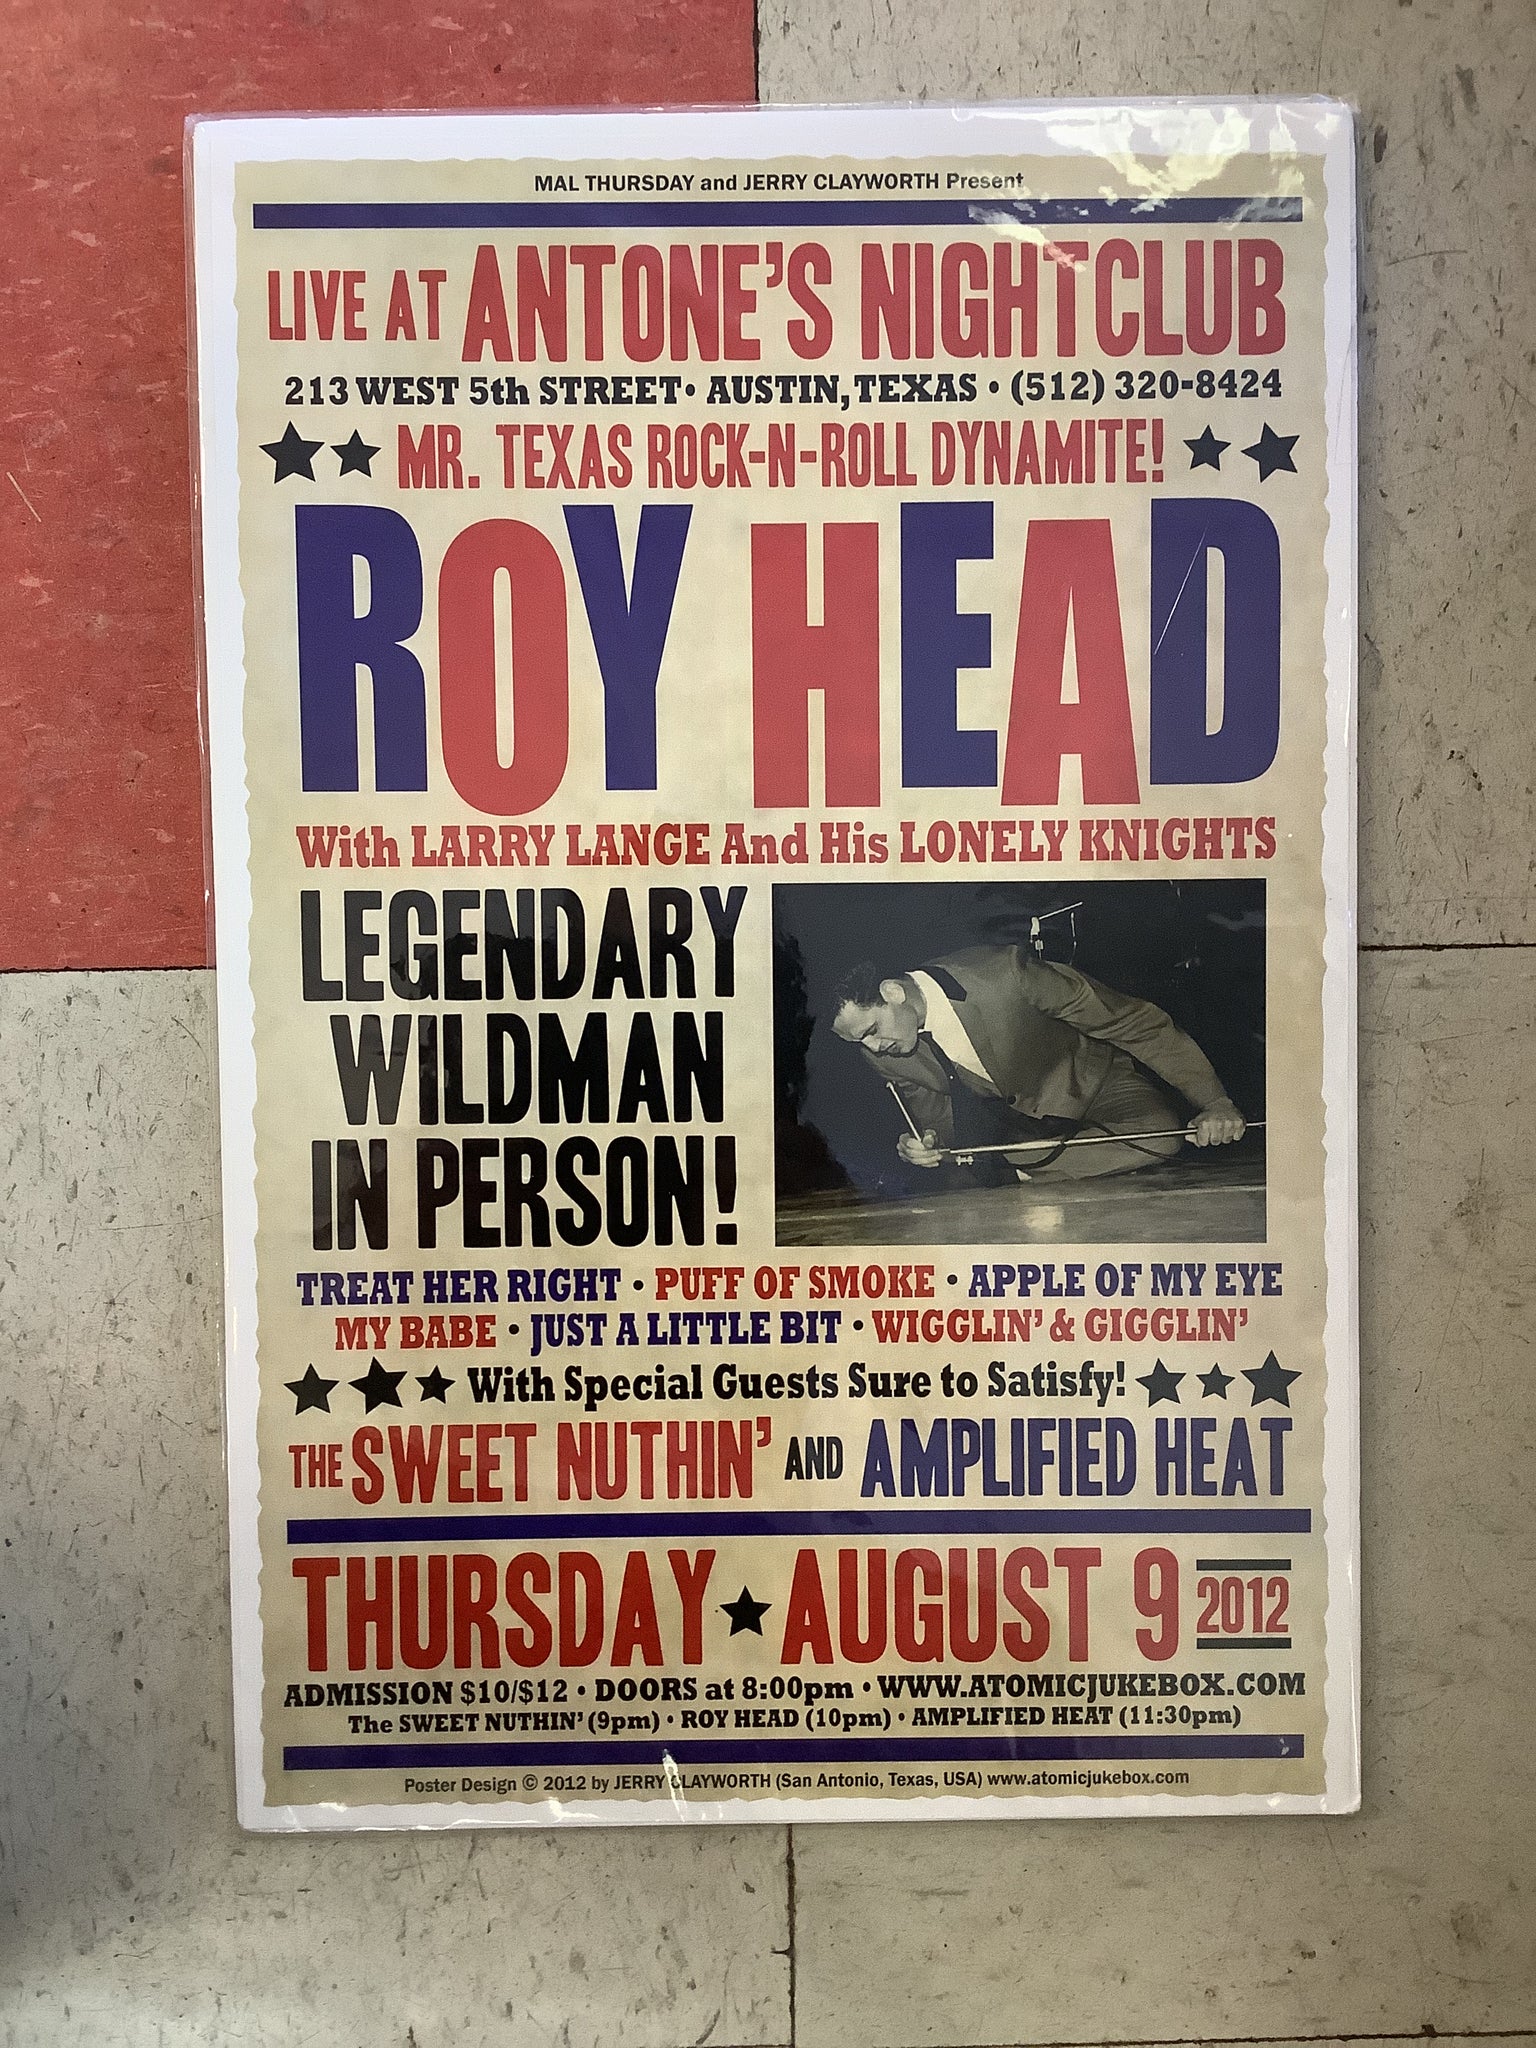 MAL THURSDAY and JERRY CLAYWORTH Present
LIVE AT ANTONE'S NIGHTCLUB
213 WEST 5th STREET • AUSTIN, TEXAS • (512) 320-8424
MR. TEXAS ROCK-N-ROLL DYNAMITE!
ROY HEAD
With LARRY LANGE And His LONELY KNIGHTS
LEGENDARY
WILDMAN
IN PERSON!
TREAT HER RIGHT • PUFF OF SMOKE • APPLE OF MY EYE
MY BABE • JUST A LITTLE BIT • WIGGLIN' & GIGGLIN'
With Special Guests Sure to Satisfy!
THE SWEET NUTHIN' AND AMPLIFIED HEAT
THURSDAY ★ AUGUST 9 2012
ADMISSION $10/$12 • DOORS at 8:00pm • WWW.ATOMICJUKEBOX.COM
The SWEET NUTHIN' (9pm) • ROY HEAD (10pm) • AMPLIFIED HEAT (11:30pm)
Poster Design © 2012 by JERRY CLAYWORTH (San Antonio, Texas, USA) www.atomicjukebox.com